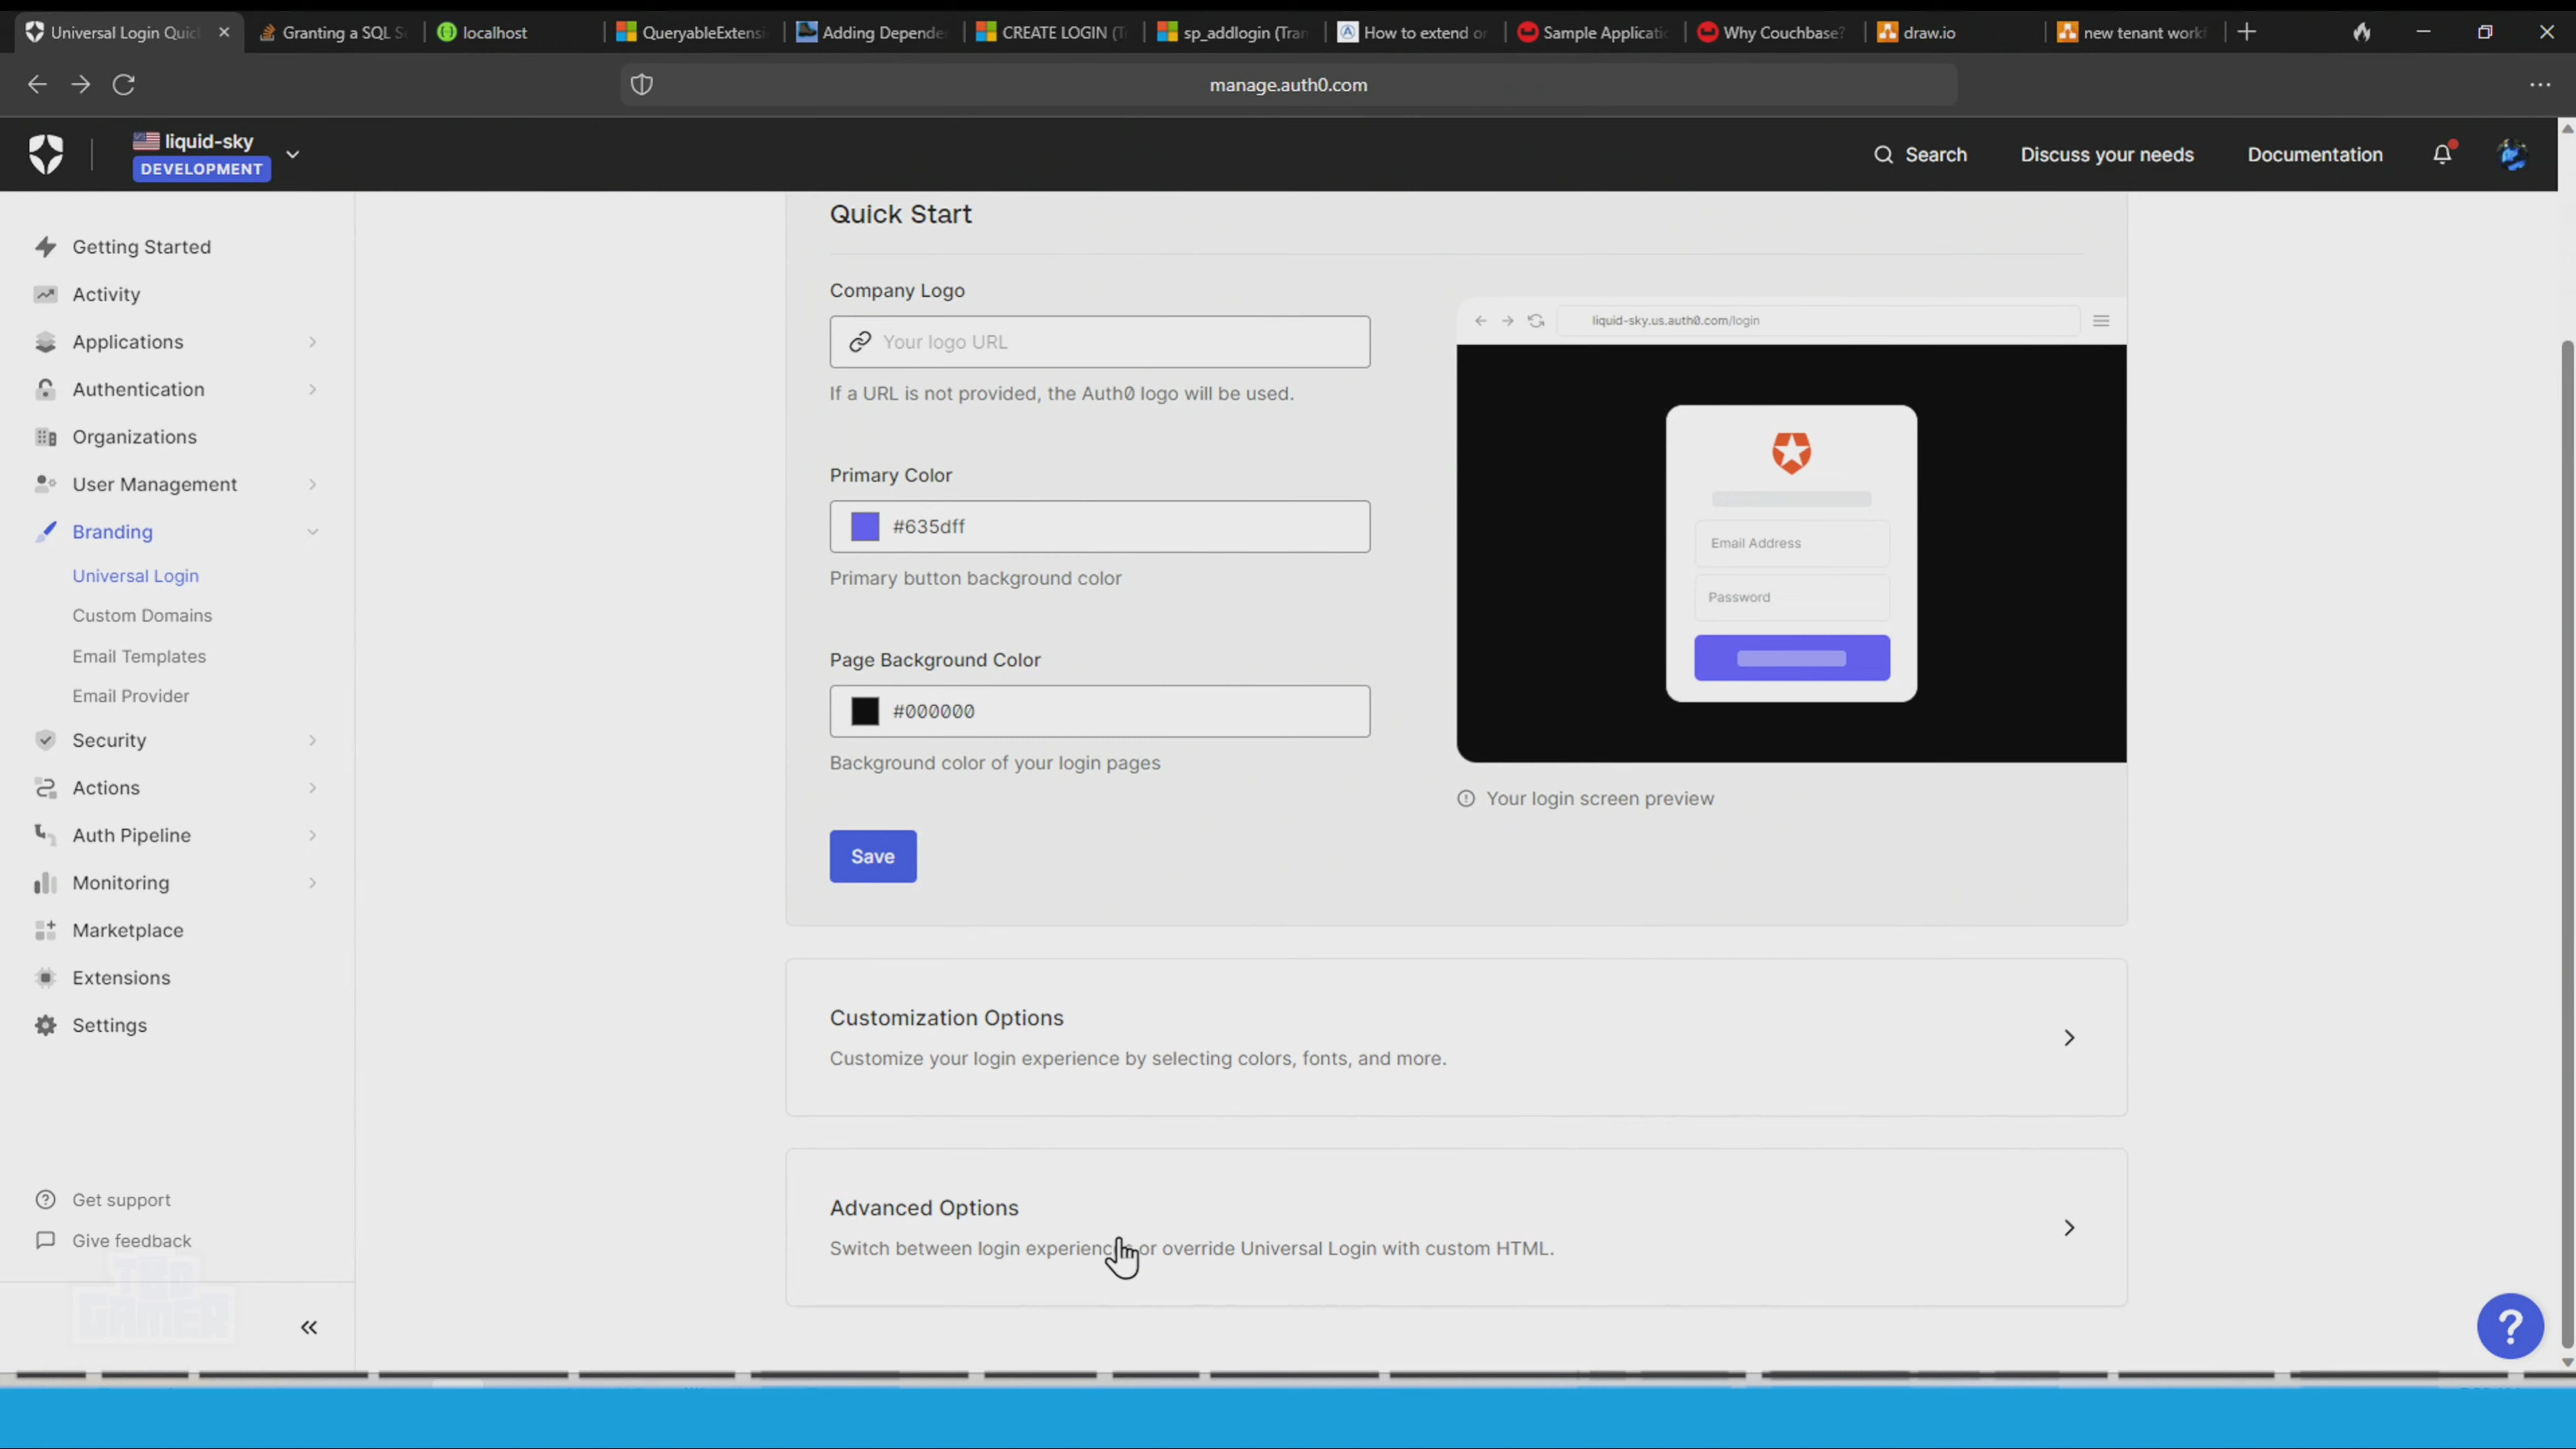 Universal Login Quic
Granting a SQL Se
localhost
QueryableExtensi
Adding Depende
CREATE LOGIN (T
sp_addlogin (Tran
How to extend or
Sample Applicati
Why Couchbase?
draw.io
new tenant workf
manage.auth0.com
liquid-sky
DEVELOPMENT
Search
Discuss your needs
Documentation
Getting Started
Activity
Applications
Authentication
Organizations
User Management
Branding
Universal Login
Custom Domains
Email Templates
Email Provider
Security
Actions
Auth Pipeline
Monitoring
Marketplace
Extensions
Settings
Get support
Give feedback
TBD
GAMER
Quick Start
Company Logo
Your logo URL
If a URL is not provided, the Auth0 logo will be used.
Primary Color
#635dff
Primary button background color
Page Background Color
#000000
Background color of your login pages
Save
liquid-sky.us.auth0.com/login
Email Address
Password
Your login screen preview
Customization Options
Customize your login experience by selecting colors, fonts, and more.
Advanced Options
Switch between login experiences or override Universal Login with custom HTML.